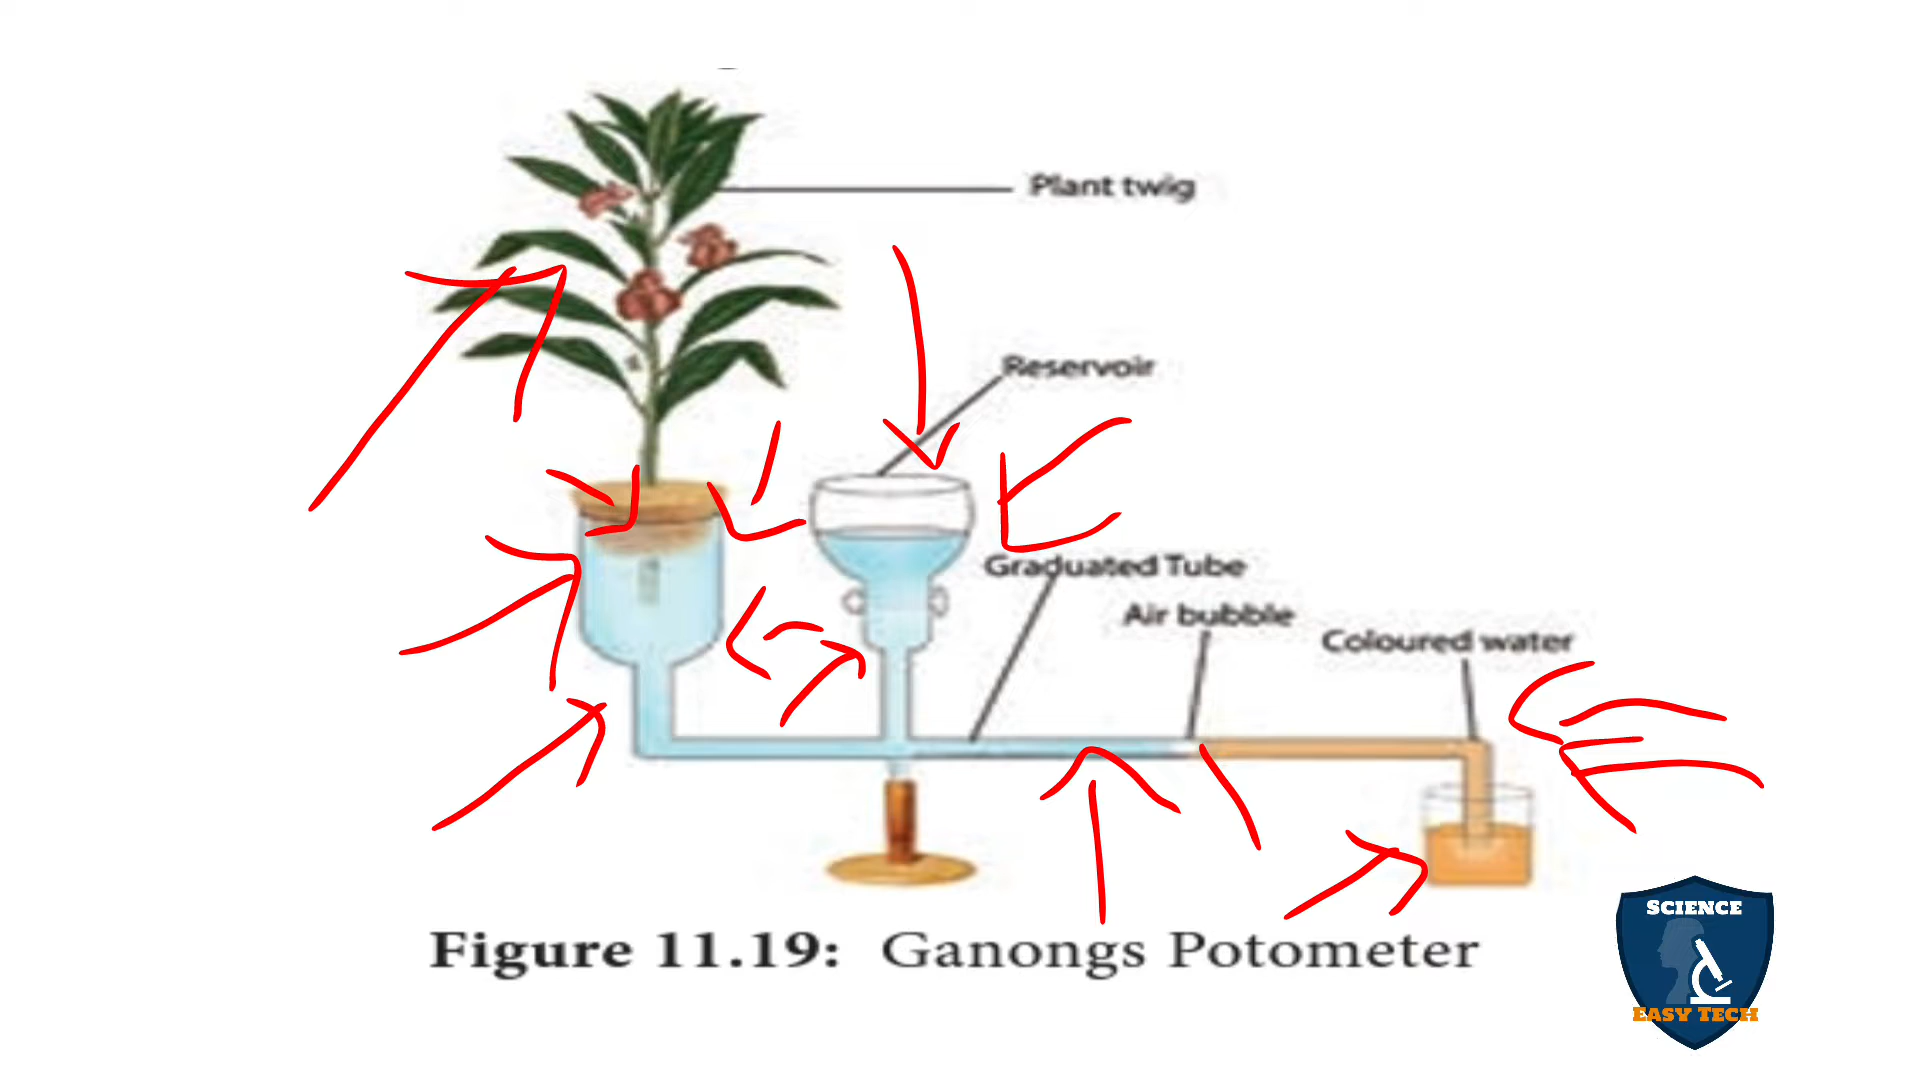 Plant twig
Reservoir
Graduated Tube
Air bubble
Coloured water
Figure 11.19: Ganongs Potometer
SCIENCE
EASY TECH